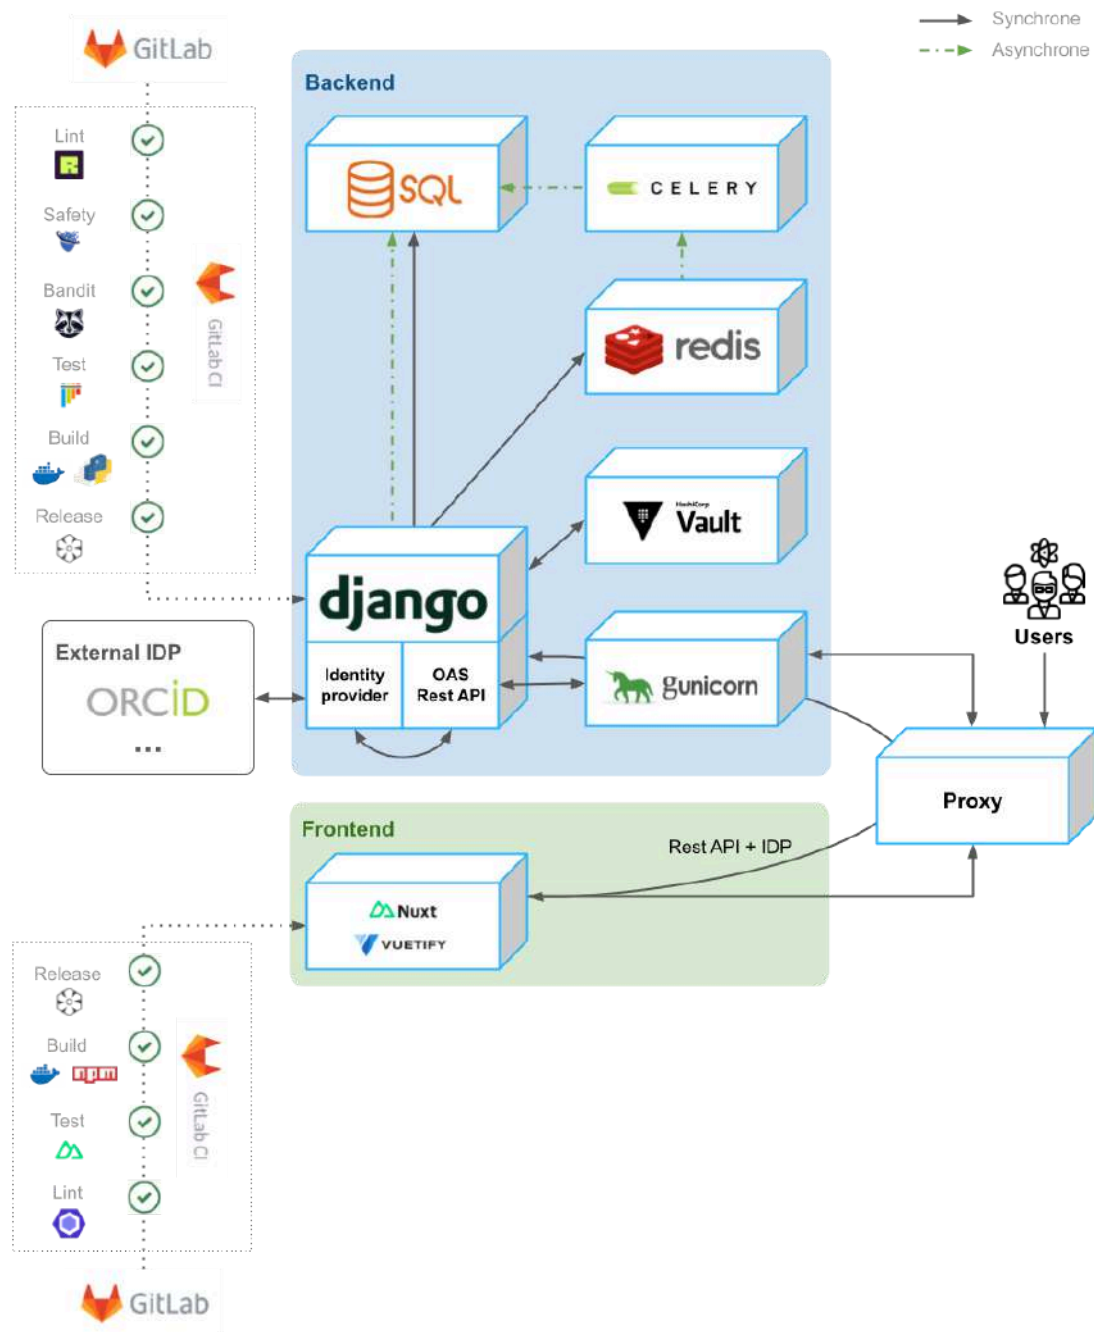 Synchrone
Asynchrone
GitLab
Lint
Safety
Bandit
Test
Build
Release
GitLab CI
Backend
SQL
CELERY
redis
HashiCorp
Vault
django
Identity
provider
OAS
Rest API
gunicorn
External IDP
ORCiD
...
Users
Proxy
Frontend
Rest API + IDP
Nuxt
VUETIFY
Release
Build
npm
Test
Lint
GitLab CI
GitLab